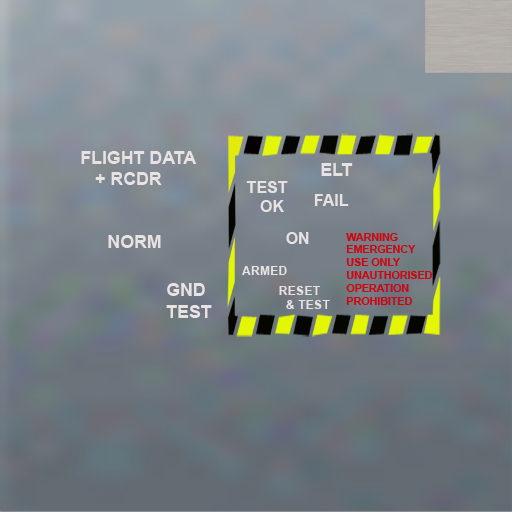 FLIGHT DATA
+ RCDR
NORM
GND
TEST
ELT
TEST
OK
FAIL
ON
ARMED
RESET
& TEST
WARNING
EMERGENCY
USE ONLY
UNAUTHORISED
OPERATION
PROHIBITED